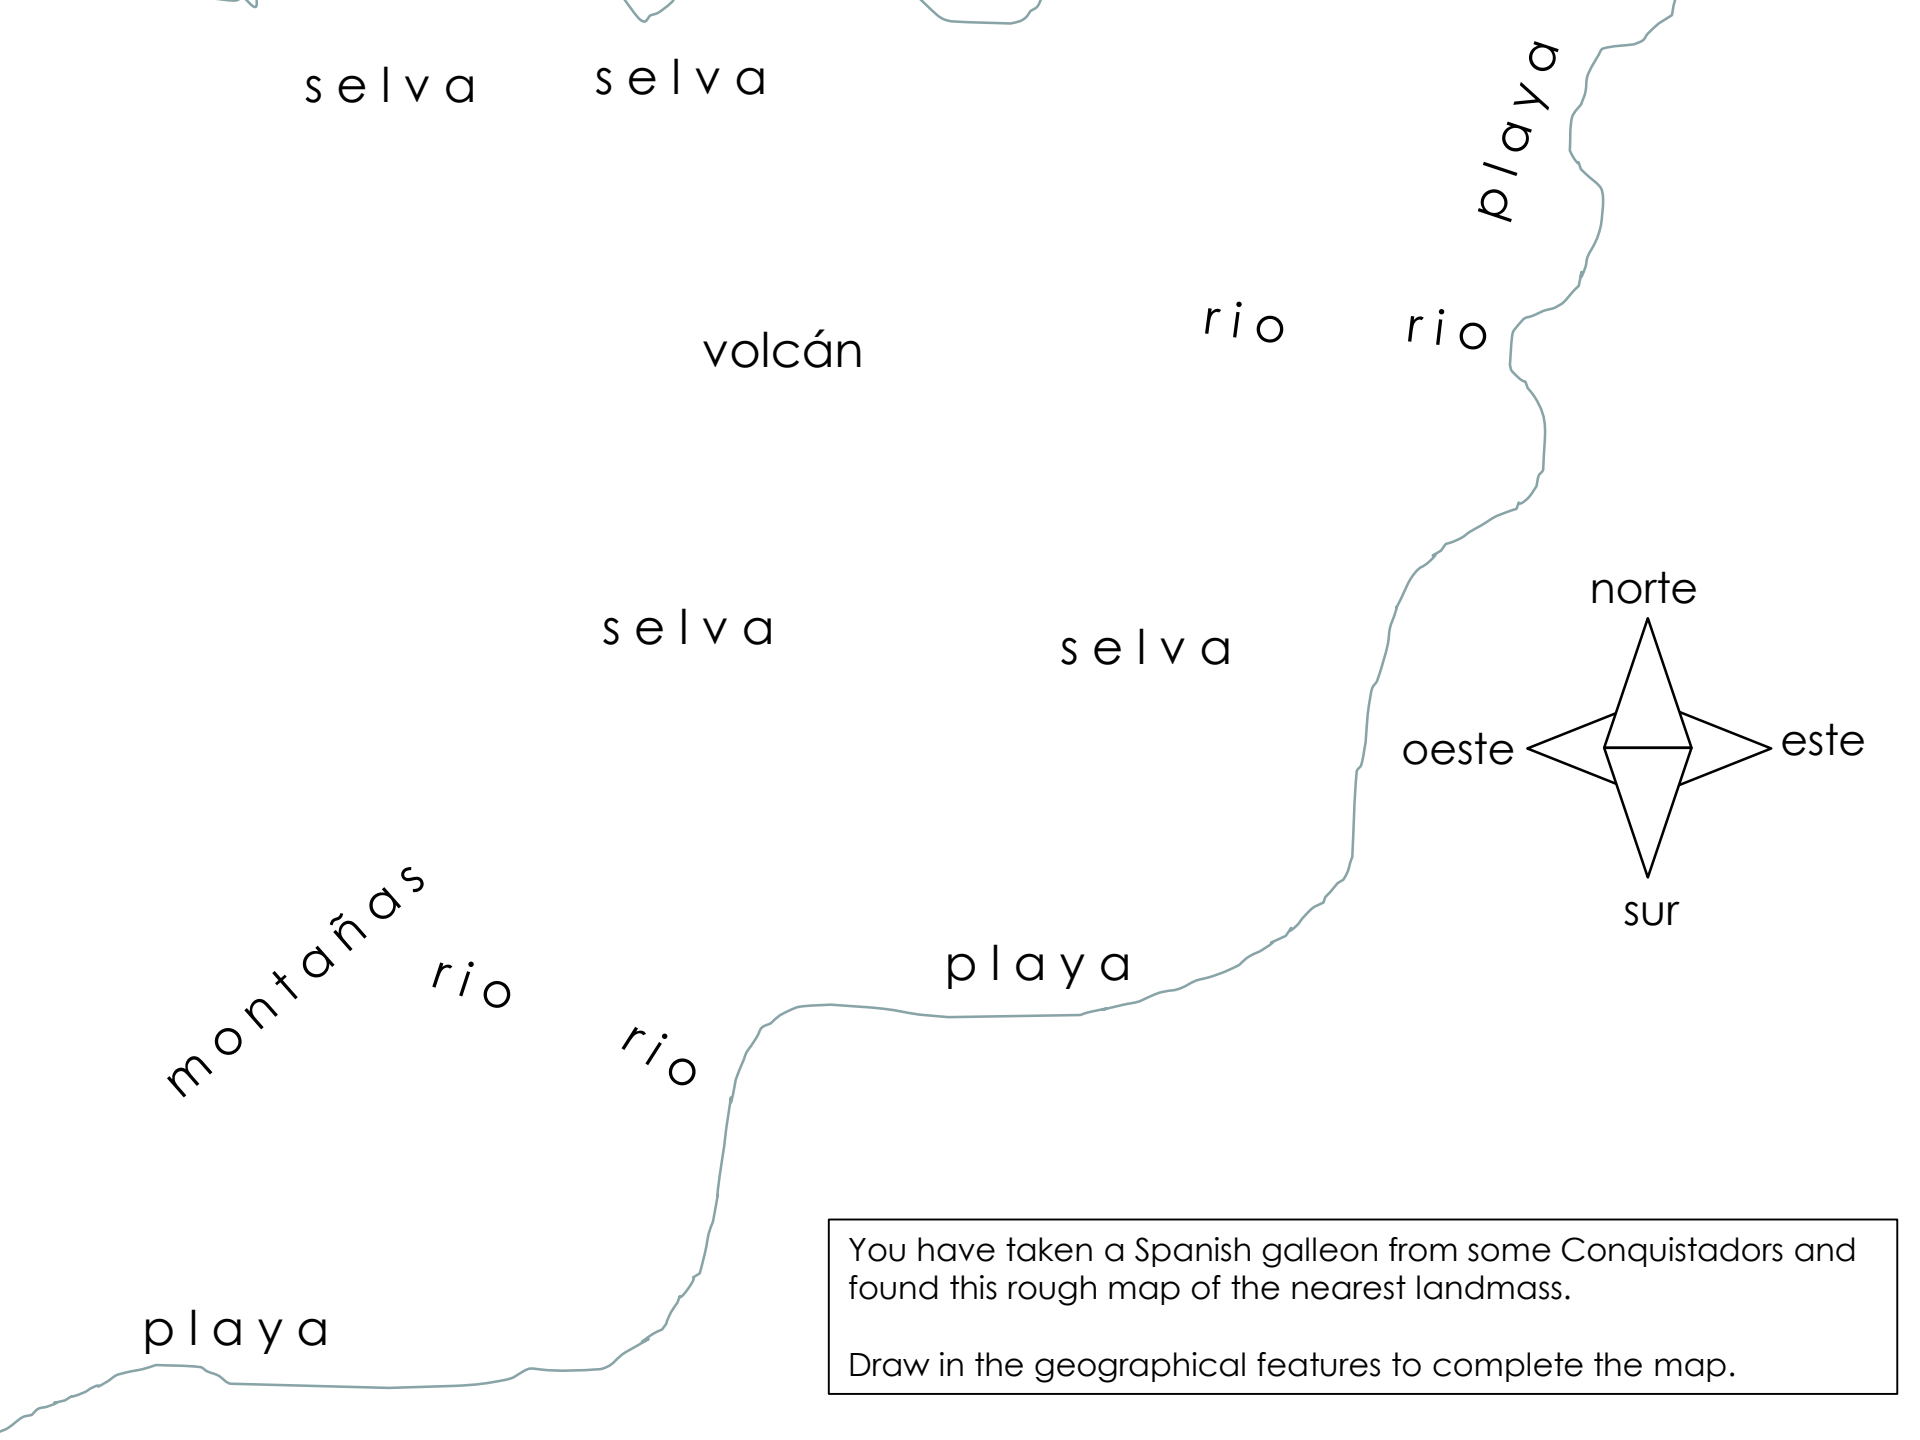 selva
selva
playa
rio
rio
volcán
selva
selva
norte
oeste
este
sur
montañas
rio
rio
playa
playa
You have taken a Spanish galleon from some Conquistadors and
found this rough map of the nearest landmass.
Draw in the geographical features to complete the map.